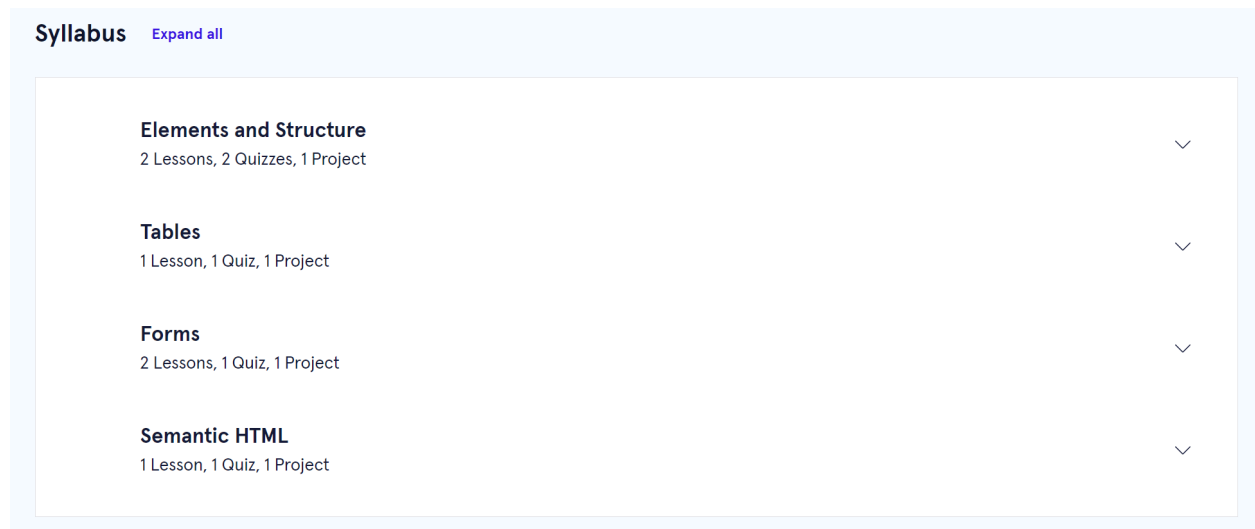 Syllabus Expand all
Elements and Structure
2 Lessons, 2 Quizzes, 1 Project
Tables
1 Lesson, 1 Quiz, 1 Project
Forms
2 Lessons, 1 Quiz, 1 Project
Semantic HTML
1 Lesson, 1 Quiz, 1 Project